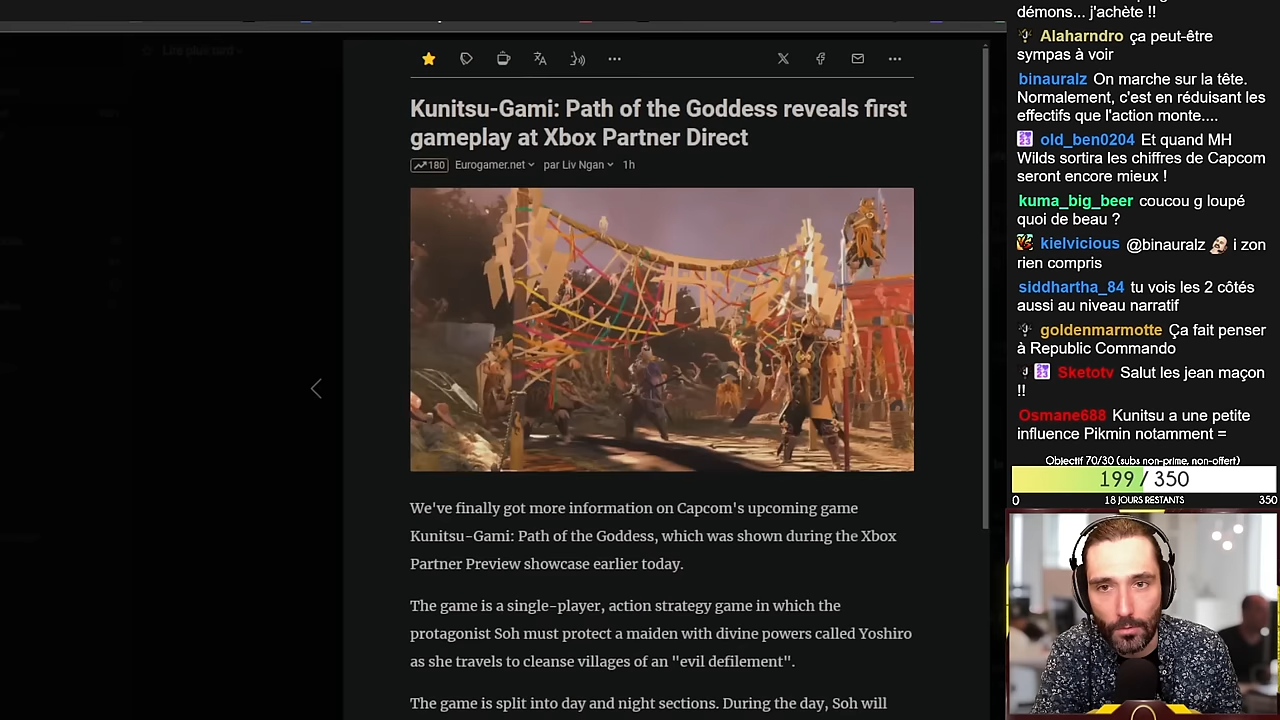 Kunitsu-Gami: Path of the Goddess reveals first
gameplay at Xbox Partner Direct
180 Eurogamer.net par Liv Ngan 1h
We've finally got more information on Capcom's upcoming game
Kunitsu-Gami: Path of the Goddess, which was shown during the Xbox
Partner Preview showcase earlier today.
The game is a single-player, action strategy game in which the
protagonist Soh must protect a maiden with divine powers called Yoshiro
as she travels to cleanse villages of an "evil defilement".
The game is split into day and night sections. During the day, Soh will
démons... j'achète !!
Alaharndro ça peut-être
sympas à voir
binauralz On marche sur la tête.
Normalement, c'est en réduisant les
effectifs que l'action monte....
old_ben0204 Et quand MH
Wilds sortira les chiffres de Capcom
seront encore mieux !
kuma_big_beer coucou g loupé
quoi de beau ?
kielvicious @binauralz i zon
rien compris
siddhartha_84 tu vois les 2 côtés
aussi au niveau narratif
goldenmarmotte Ça fait penser
à Republic Commando
Sketotv Salut les jean maçon
!!
Osmane688 Kunitsu a une petite
influence Pikmin notamment =
Objectif 70/30 (subs non-prime, non-offert)
199 / 350
0 18 JOURS RESTANTS 350